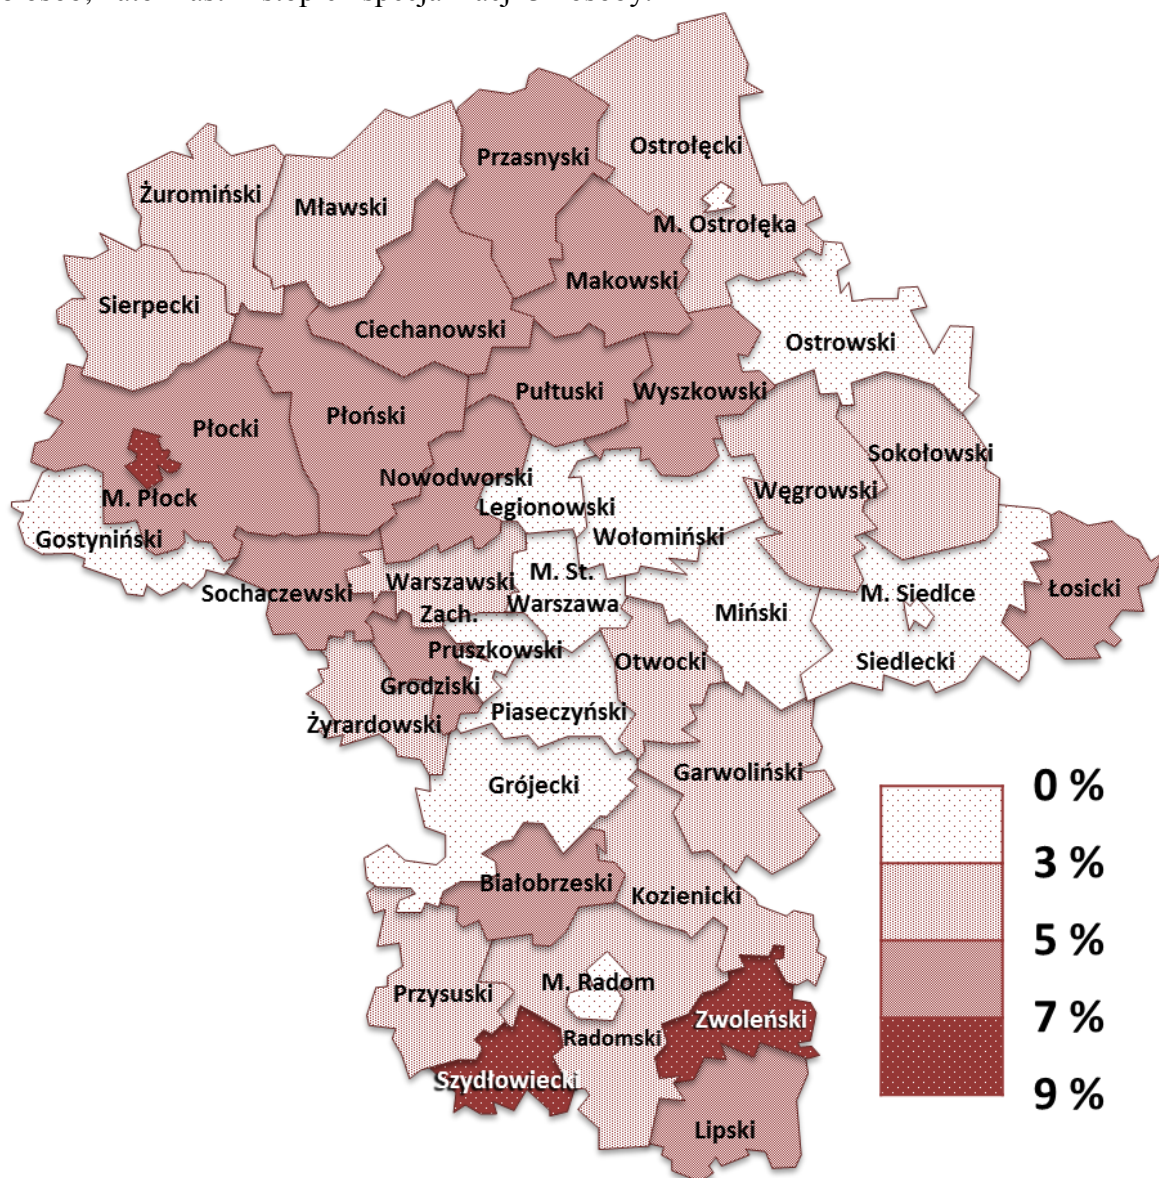 Ostrołęcki
Przasnyski
Żuromiński
Mławski
M. Ostrołęka
Makowski
Sierpecki
Ciechanowski
Ostrowski
Pułtuski
Wyszkowski
Płoński
Płocki
Sokołowski
Nowodworski
Węgrowski
M. Płock
Legionowski
Gostyniński
Wołomiński
M. St.
Warszawa
Warszawski
Zach.
Sochaczewski
M. Siedlce
Łosicki
Miński
Pruszkowski
Otwocki
Siedlecki
Grodziski
Piaseczyński
Żyrardowski
Garwoliński
Grójecki
0 %
3 %
5 %
7 %
9 %
Białobrzeski
Kozienicki
M. Radom
Przysuski
Zwoleński
Radomski
Szydłowiecki
Lipski